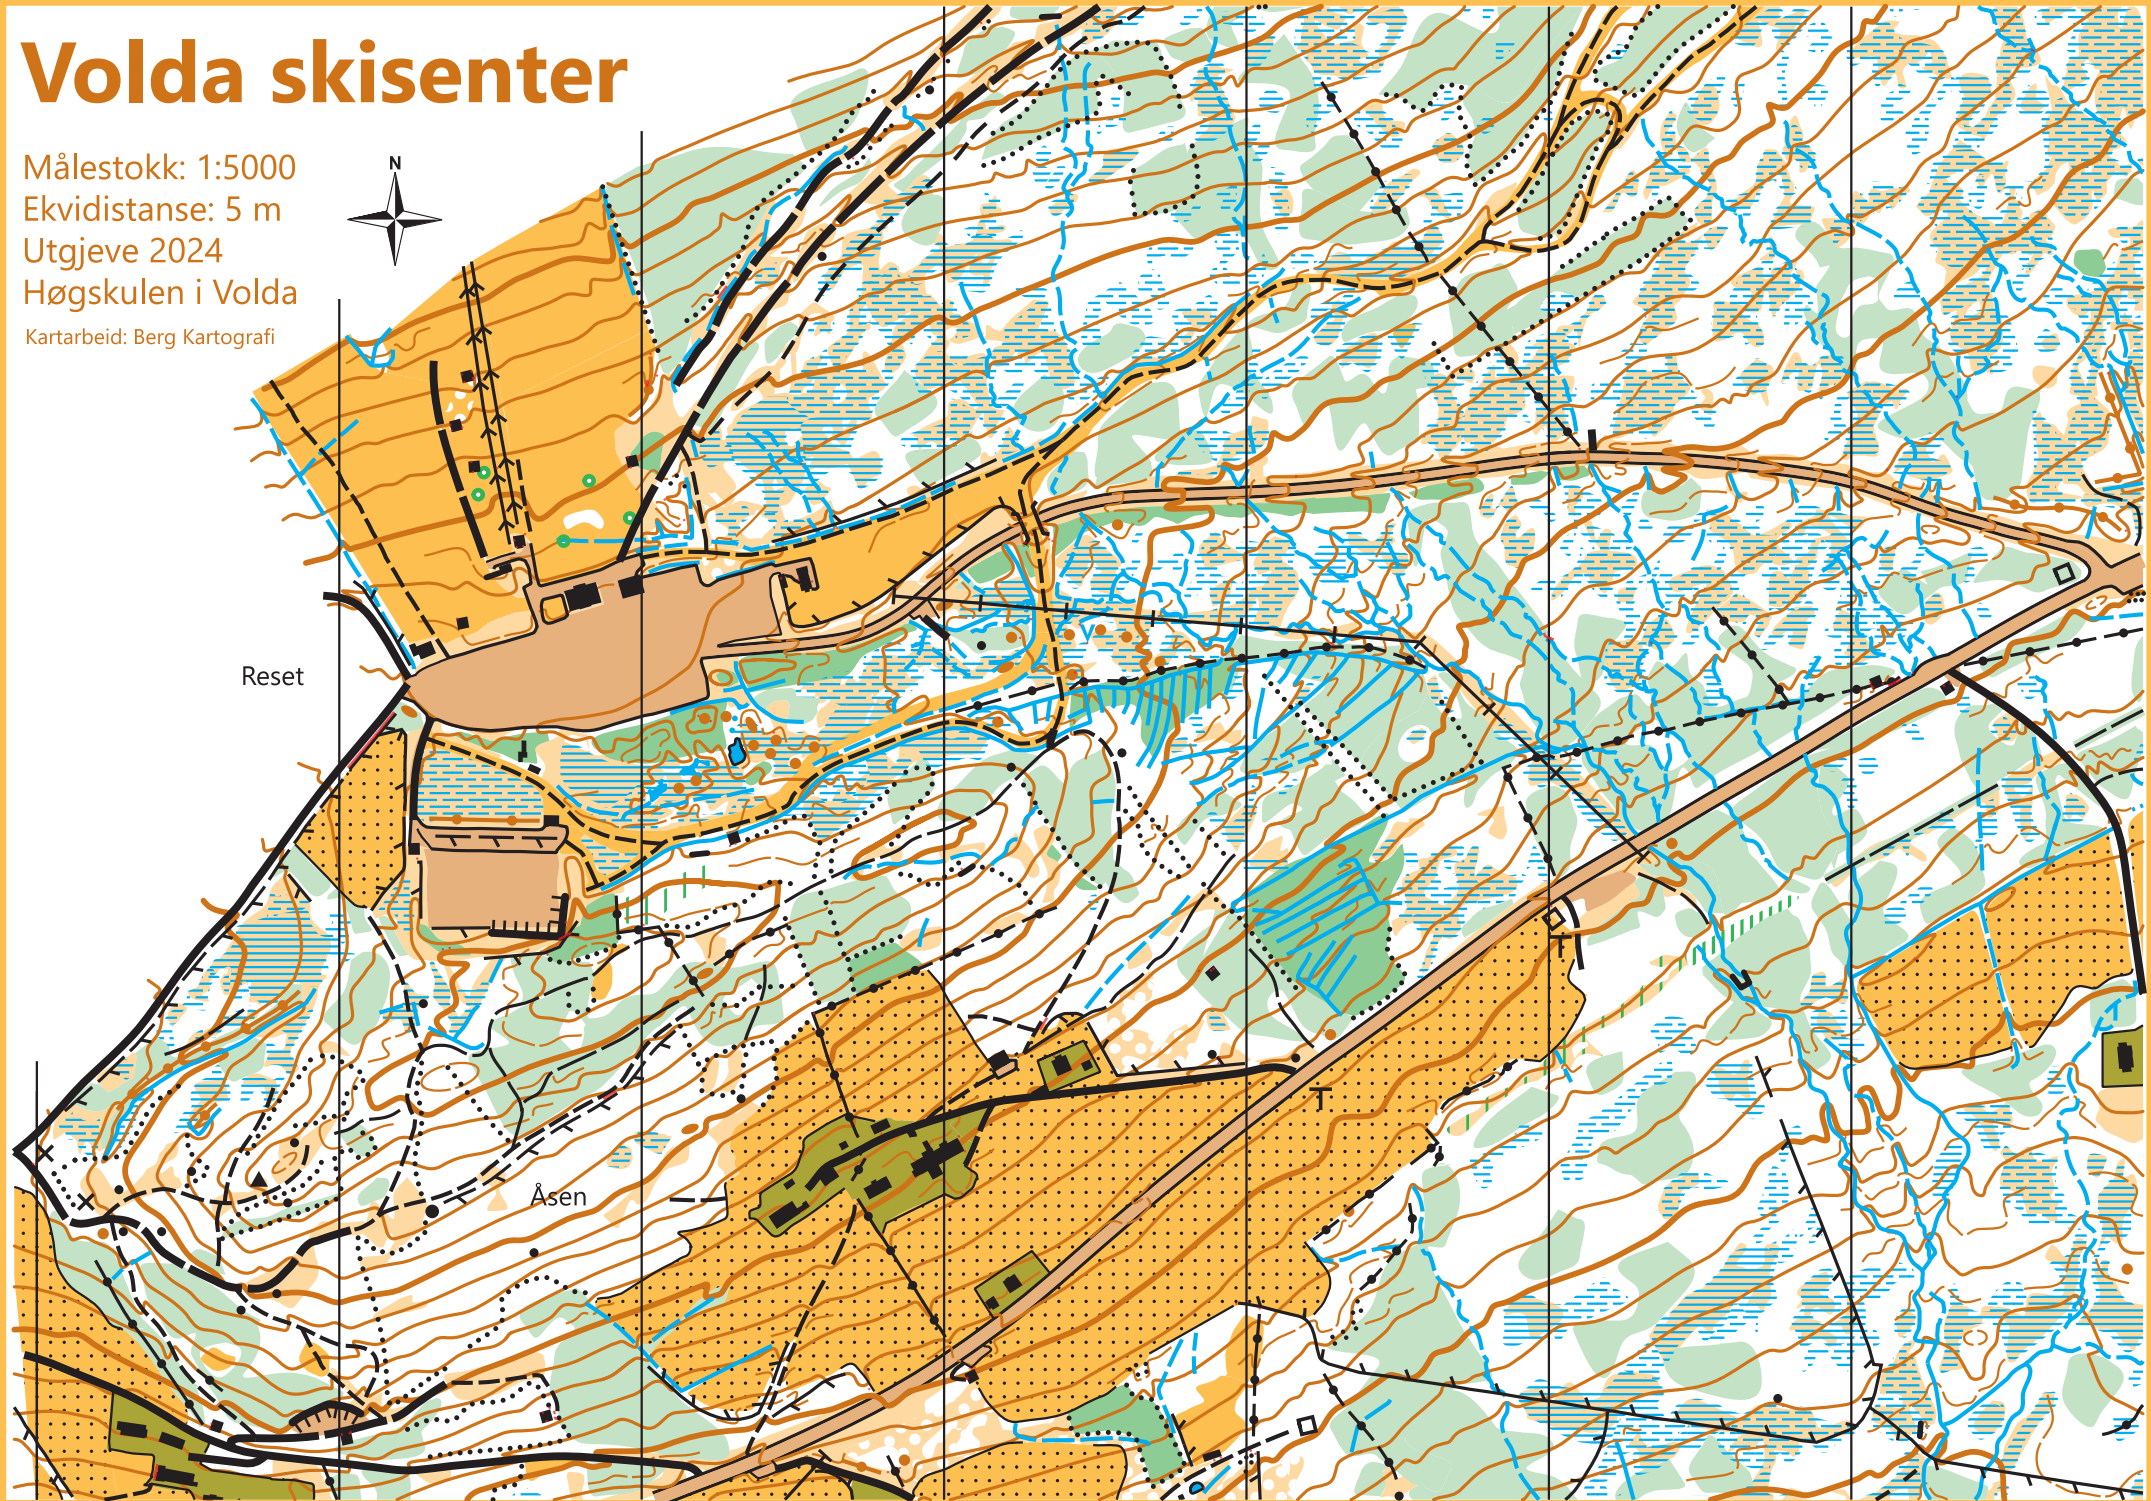 Volda skisenter
Målestokk: 1:5000
Ekvidistanse: 5 m
Utgjeve 2024
Høgskulen i Volda
Kartarbeid: Berg Kartografi
N
Reset
Åsen